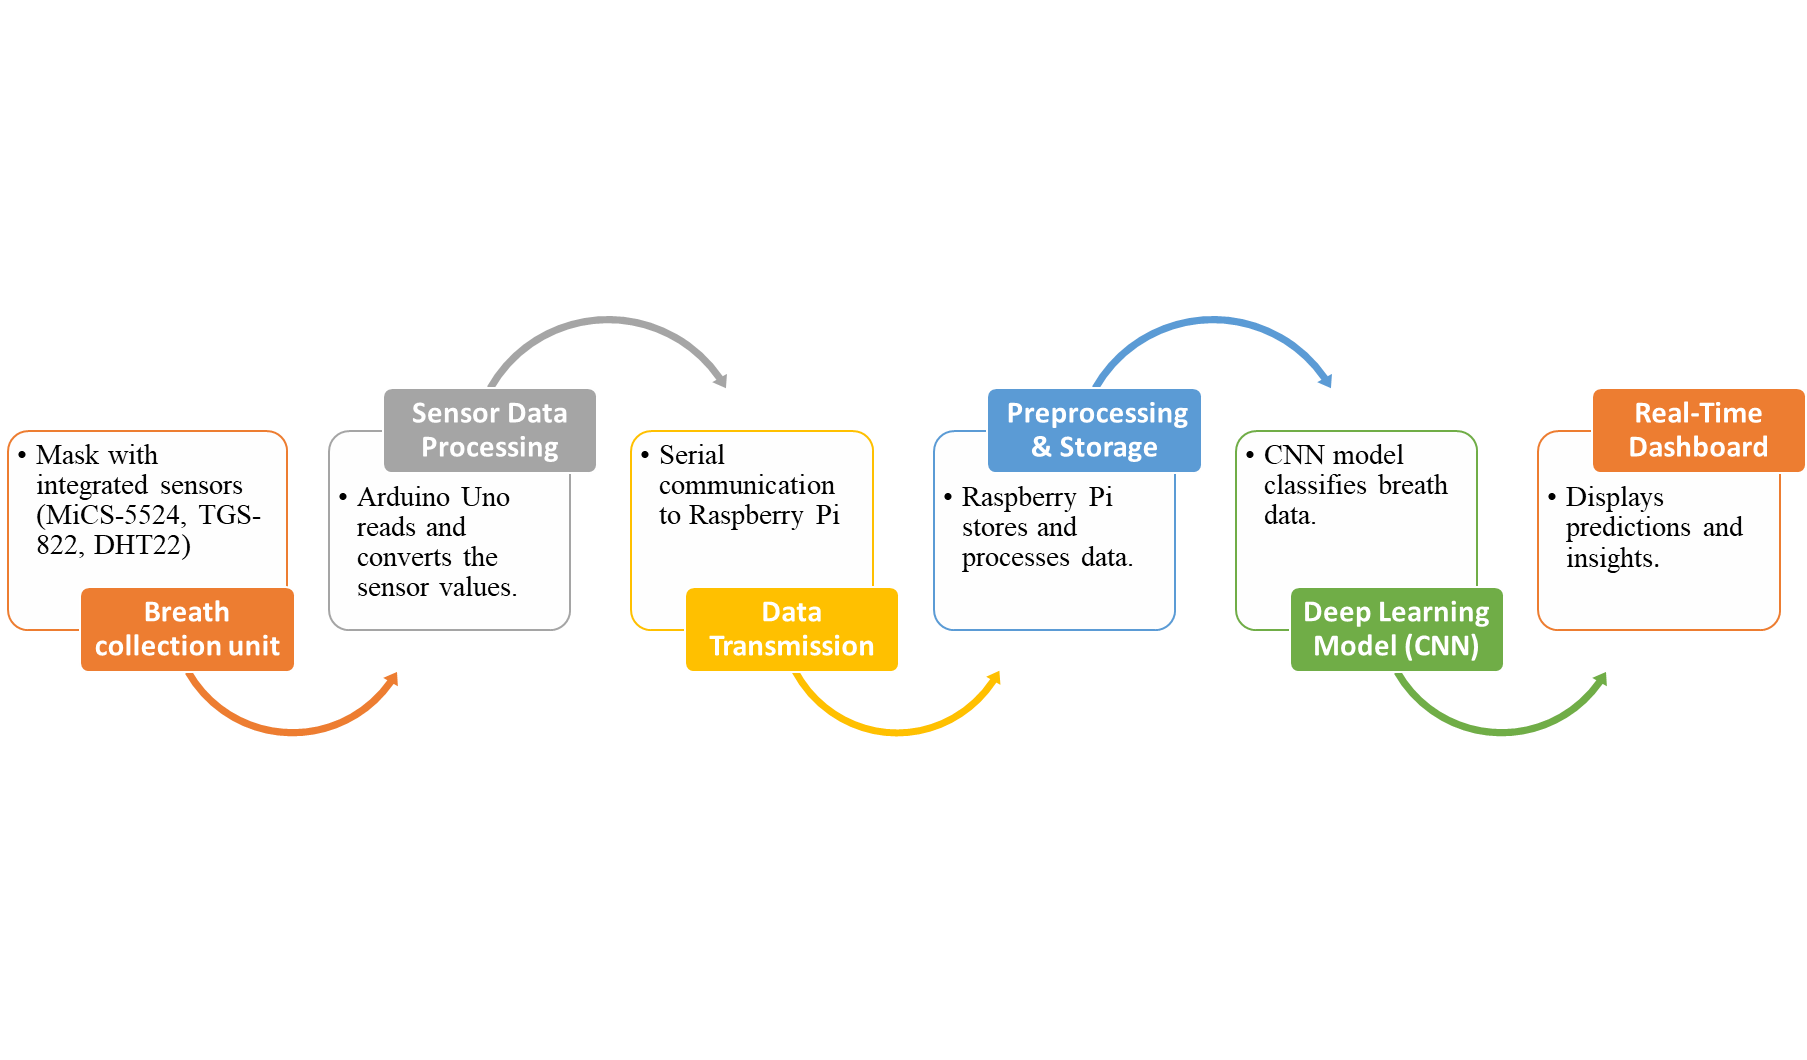 • Mask with
integrated sensors
(MiCS-5524, TGS-
822, DHT22)
Breath
collection unit
Sensor Data
Processing
• Arduino Uno
reads and
converts the
sensor values.
• Serial
communication
to Raspberry Pi
Data
Transmission
Preprocessing
& Storage
• Raspberry Pi
stores and
processes data.
• CNN model
classifies breath
data.
Deep Learning
Model (CNN)
Real-Time
Dashboard
• Displays
predictions and
insights.